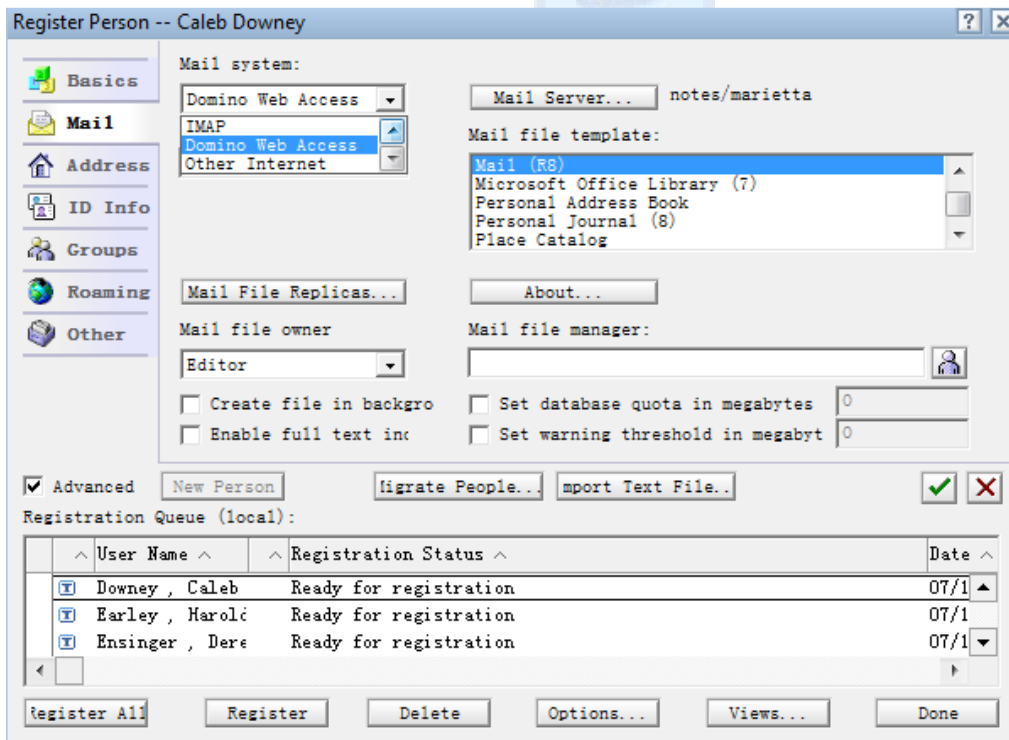 Register Person -- Caleb Downey
?
Basics
Mail
Address
ID Info
Groups
Roaming
Other
Mail system:
Domino Web Access
IMAP
Domino Web Access
Other Internet
Mail Server... notes/marietta
Mail file template:
Mail (R8)
Microsoft Office Library (7)
Personal Address Book
Personal Journal (8)
Place Catalog
Mail File Replicas... About...
Mail file owner
Editor
Mail file manager:
Create file in backgro
Enable full text inc
Set database quota in megabytes 0
Set warning threshold in megabyt 0
Advanced New Person ligrate People... mport Text File..
Registration Queue (local):
User Name Registration Status Date
Downey , Caleb Ready for registration 07/1
Earley , Harolc Ready for registration 07/1
Ensinger , Dere Ready for registration 07/1
Register All Register Delete Options... Views... Done